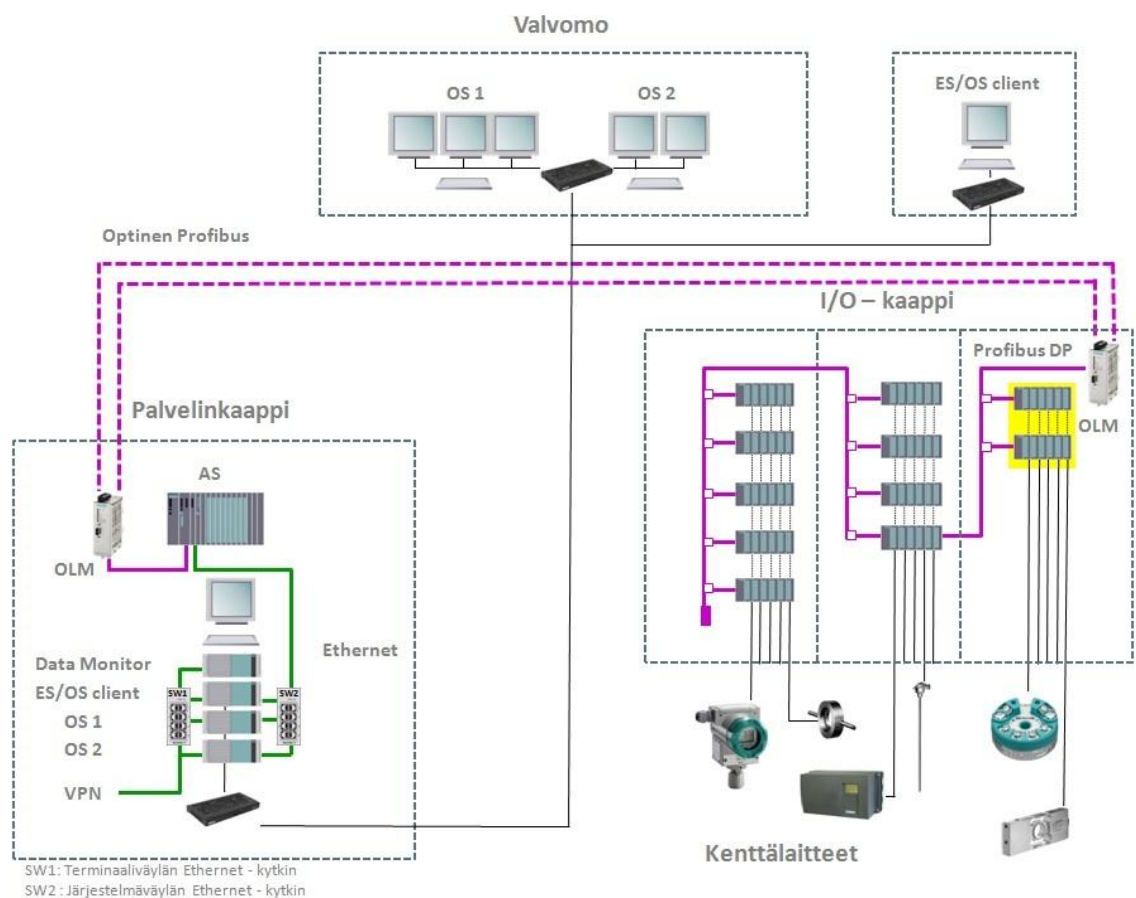 Valvomo
OS 1
OS 2
ES/OS client
Optinen Profibus
I/O – kaappi
Profibus DP
OLM
Palvelinkaappi
AS
OLM
Ethernet
Data Monitor
ES/OS client
OS 1
OS 2
VPN
SW1
SW2
Kenttälaitteet
SW1: Terminaaliväylän Ethernet - kytkin
SW2 : Järjestelmäväylän Ethernet - kytkin